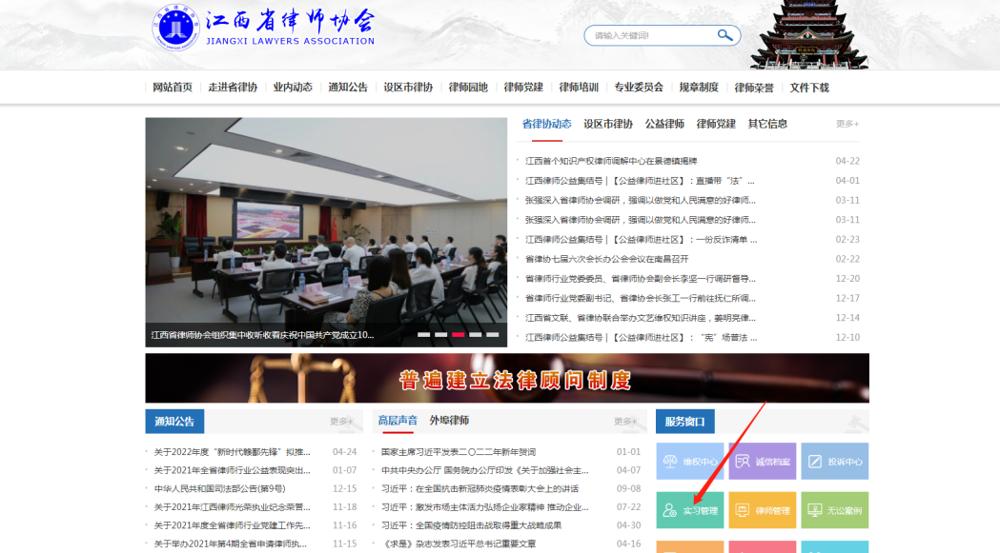 江西省律师协会
JIANGXI LAWYERS ASSOCIATION
请输入关键词!
网站首页 走进省律协 业内动态 通知公告 设区市律协 律师园地 律师党建 律师培训 专业委员会 规章制度 律师荣誉 文件下载
省律协动态 设区市律协 公益律师 律师党建 其它信息 更多+
江西首个知识产权律师调解中心在景德镇揭牌 04-22
江西律师公益集结号 | 【公益律师进社区】：直播带“法”... 04-01
张强深入省律师协会调研，强调以做党和人民满意的好律师... 03-11
张强深入省律师协会调研，强调以做党和人民满意的好律师... 03-11
江西律师公益集结号 | 【公益律师进社区】：一份反诈清单 ... 02-23
省律协七届六次会长办公会会议在南昌召开 02-22
省律师行业党委委员、省律师协会副会长李坚一行调研督导... 12-20
省律师行业党委副书记、省律师协会长张工一行前往抚仁所调... 12-17
江西省文联、省律协联合举办文艺维权知识讲座，姜明亮律... 12-14
江西律师公益集结号 | 【公益律师进社区】：“宪”场普法 ... 12-10
江西省律师协会组织集中收听收看庆祝中国共产党成立10...
普遍建立法律顾问制度
通知公告 更多+
关于2022年度“新时代赣鄱先锋”拟推... 04-24
关于2021年全省律师行业公益表现突出... 01-07
中华人民共和国司法部公告(第9号) 12-15
关于2021年江西律师光荣执业纪念荣誉... 11-18
关于2021年度全省律师行业党建工作先... 11-16
关于举办2021年第4期全省申请律师执... 11-15
高层声音 外埠律师 更多+
国家主席习近平发表二〇二二年新年贺词 01-01
中共中央办公厅 国务院办公厅印发《关于加强社会主... 04-07
习近平：在全国抗击新冠肺炎疫情表彰大会上的讲话 09-08
习近平：激发市场主体活力弘扬企业家精神 推动企业... 07-22
习近平：全国疫情防控阻击战取得重大战略成果 04-30
《求是》杂志发表习近平总书记重要文章 04-16
服务窗口
维权中心 诚信档案 投诉中心
实习管理 律师管理 无讼案例